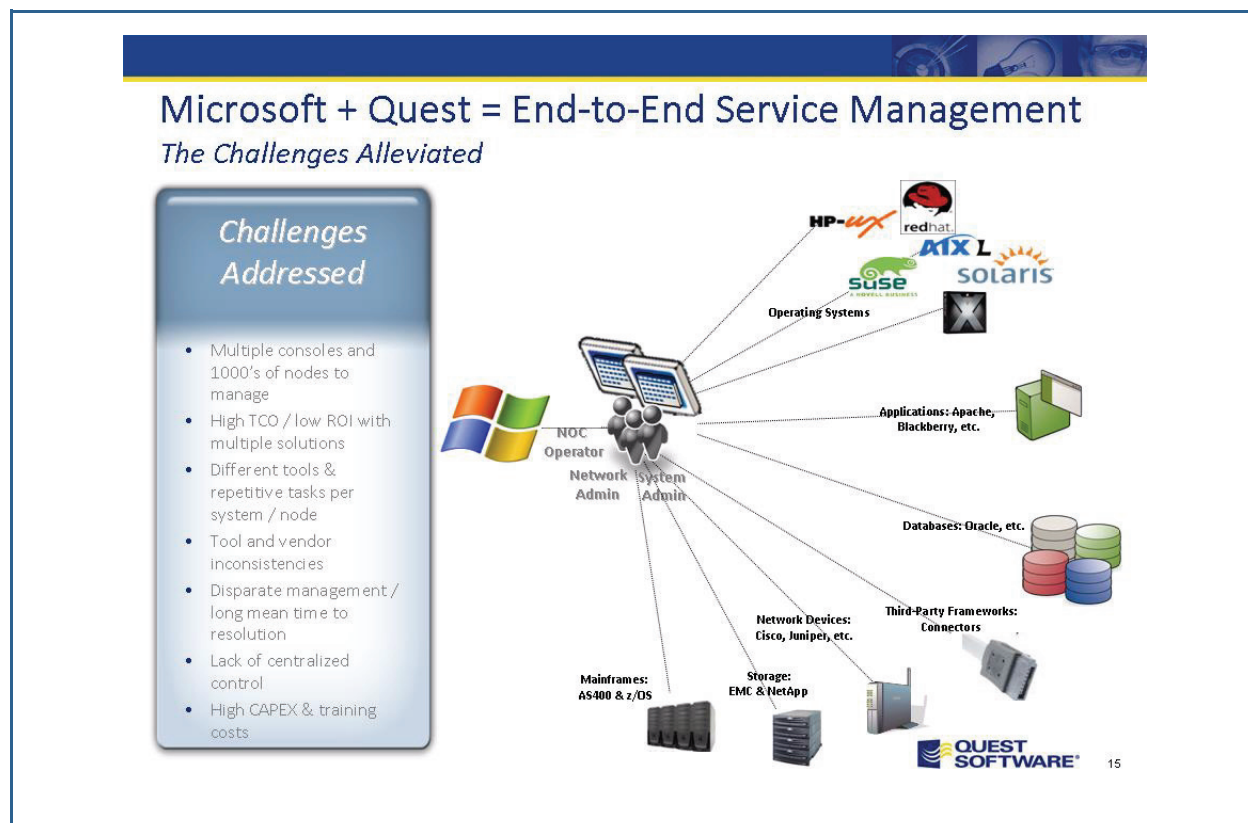 Microsoft + Quest = End-to-End Service Management
The Challenges Alleviated
Challenges
Addressed
• Multiple consoles and
1000's of nodes to
manage
• High TCO / low ROI with
multiple solutions
• Different tools &
repetitive tasks per
system / node
• Tool and vendor
inconsistencies
• Disparate management /
long mean time to
resolution
• Lack of centralized
control
• High CAPEX & training
costs
HP-UX
redhat.
AIX L
SOLARIS
SUSE
A NOVELL BUSINESS
X
Operating Systems
Applications: Apache,
Blackberry, etc.
NOC
Operator
Network
Admin
System
Admin
Databases: Oracle, etc.
Third-Party Frameworks:
Connectors
Network Devices:
Cisco, Juniper, etc.
Storage:
EMC & NetApp
Mainframes:
AS400 & z/OS
QUEST
SOFTWARE®
15